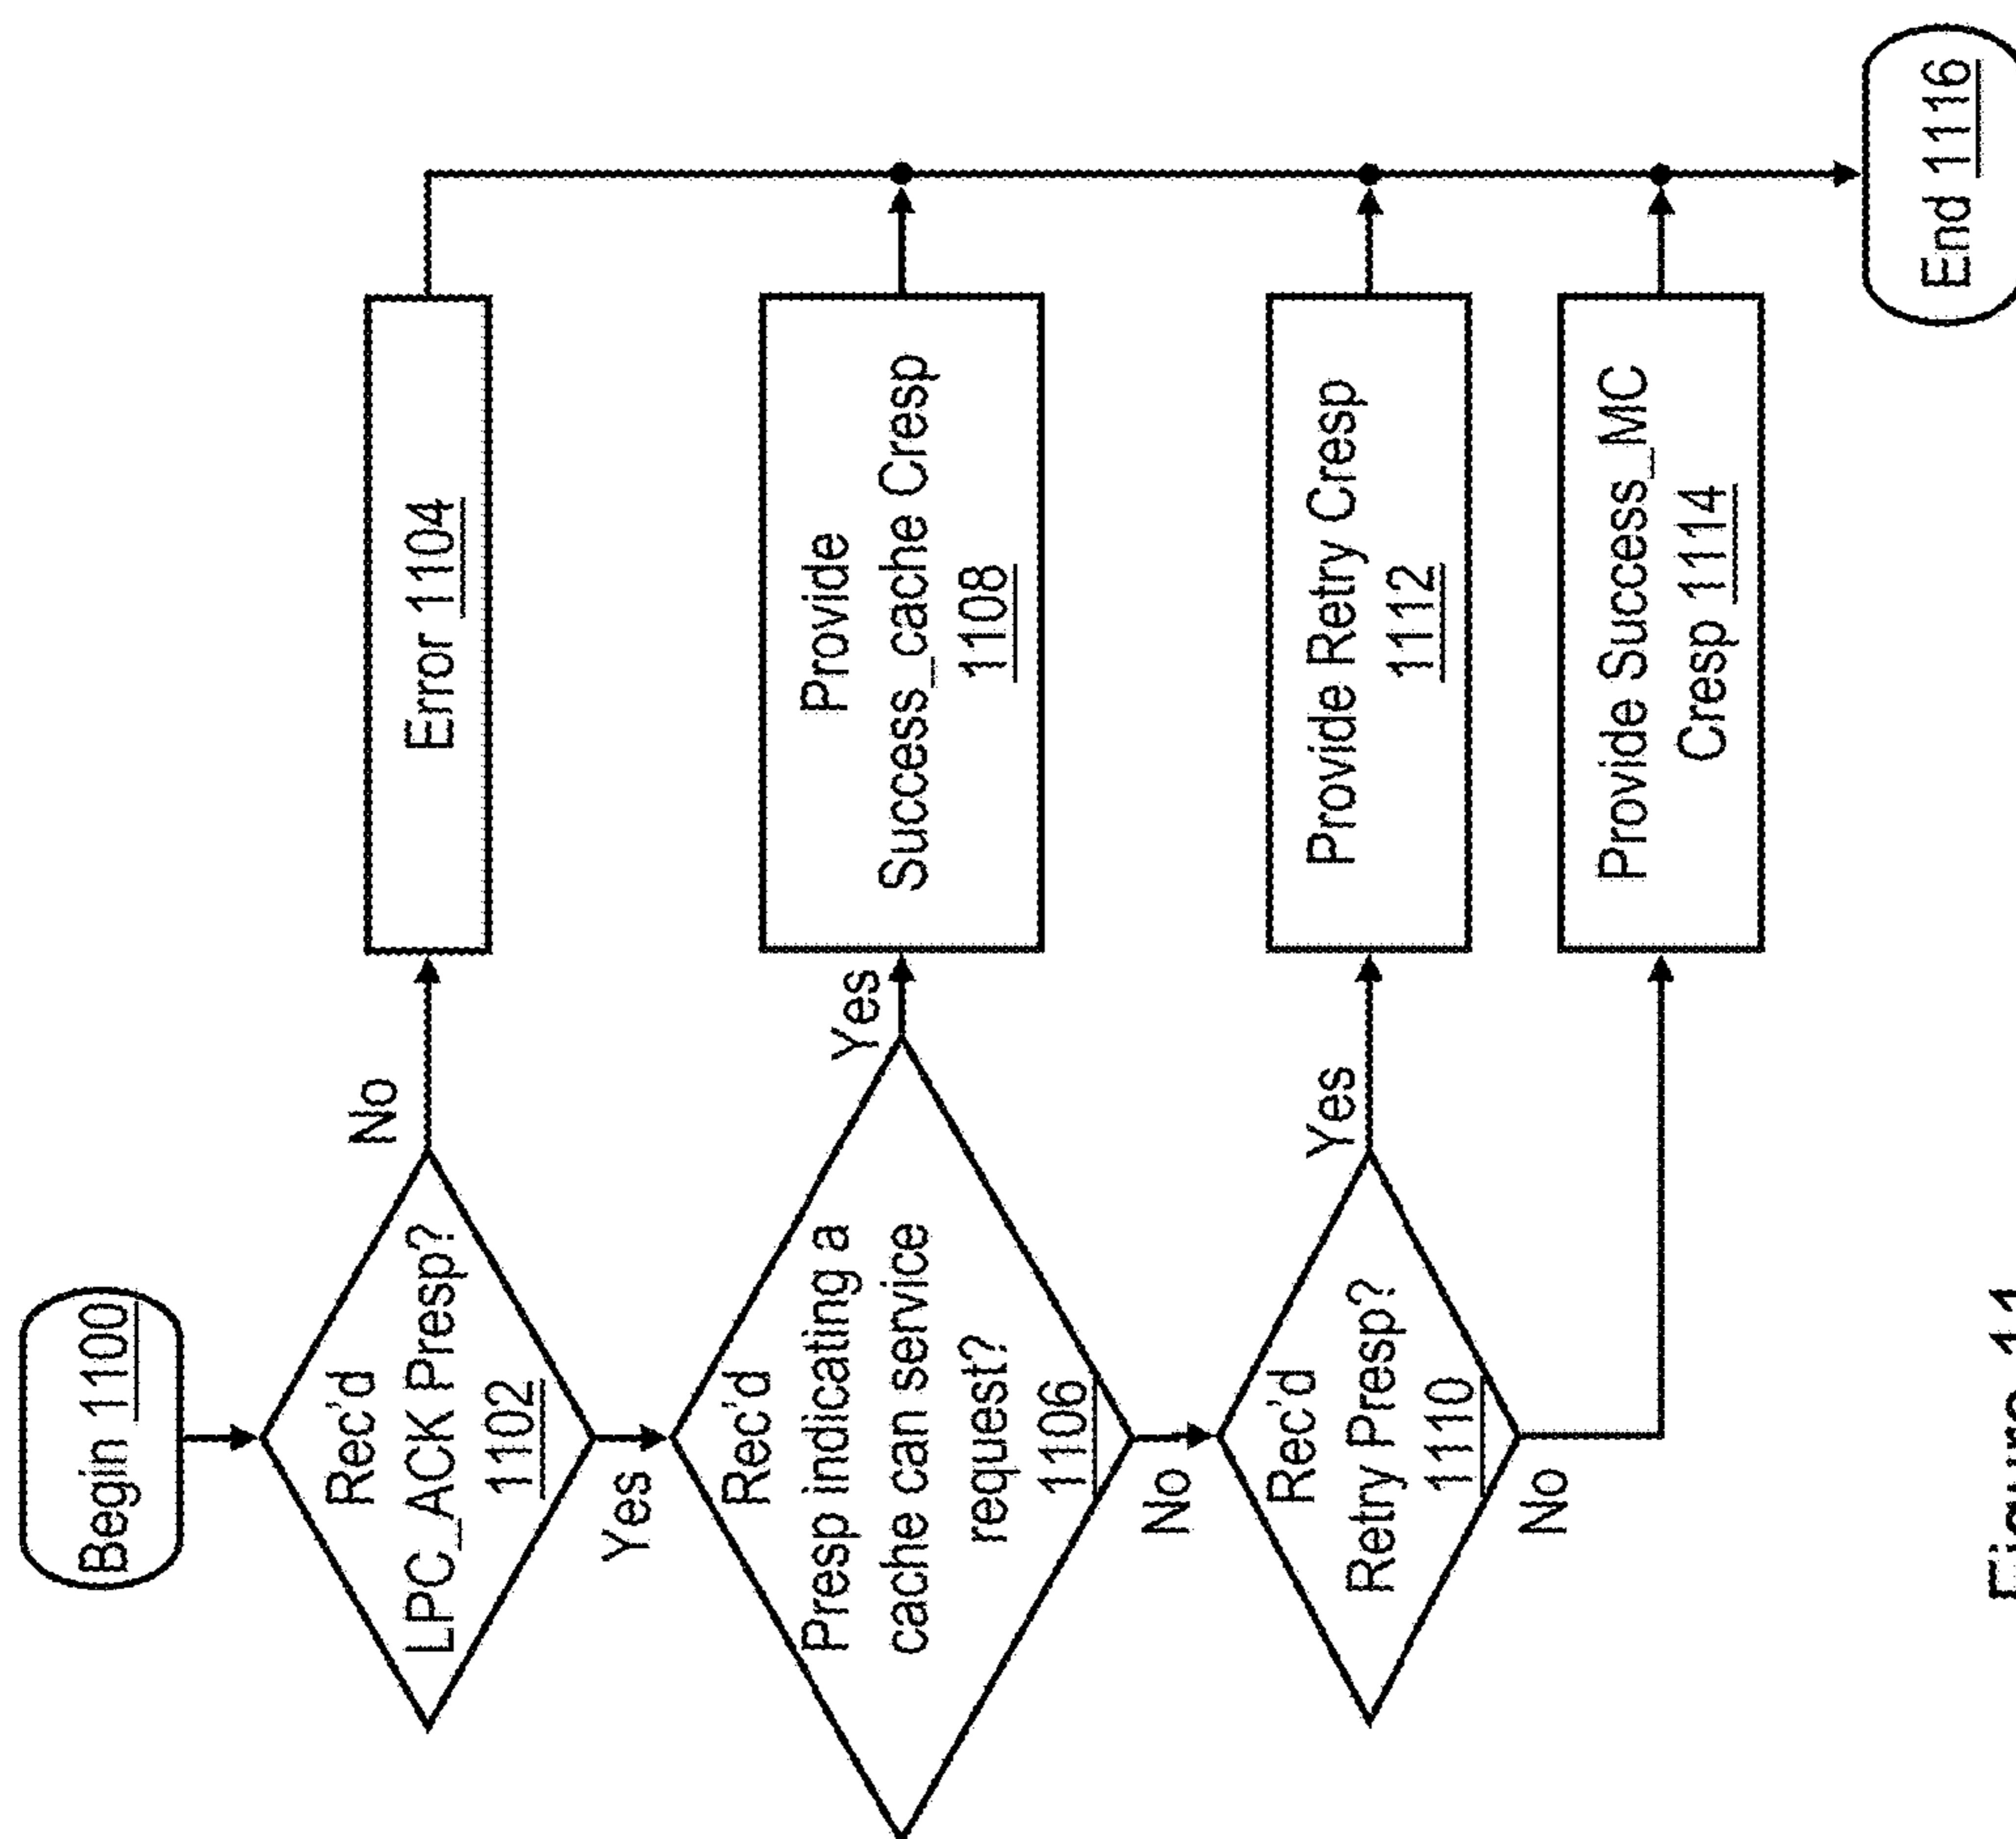 Begin 1100
Rec'd
LPC_ACK Presp?
1102
No
Error 1104
Yes
Rec'd
Presp indicating a
cache can service
request?
1106
Yes
Provide
Success_cache Cresp
1108
No
Rec'd
Retry Presp?
1110
Yes
Provide Retry Cresp
1112
No
Provide Success_MC
Cresp 1114
End 1116
Figure 11